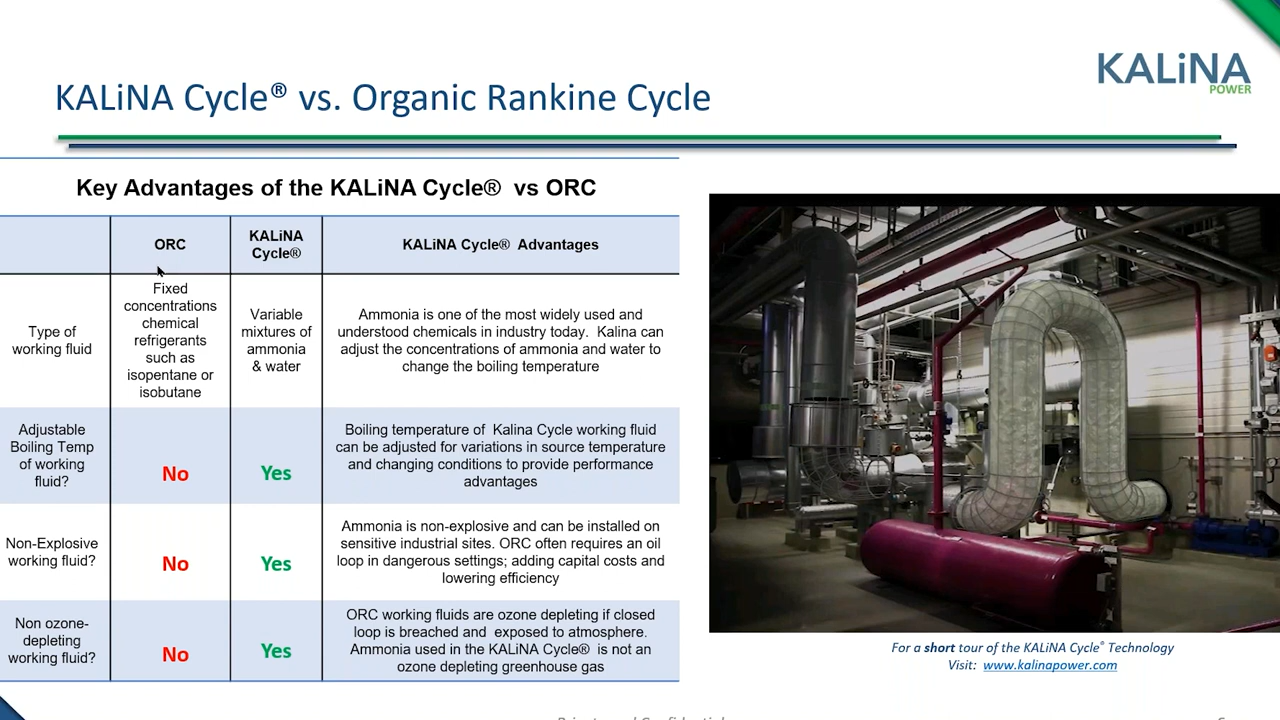 KALiNA
POWER
KALiNA Cycle® vs. Organic Rankine Cycle
Key Advantages of the KALiNA Cycle® vs ORC
ORC
KALiNA
Cycle®
KALiNA Cycle® Advantages
Type of
working fluid
Fixed
concentrations
chemical
refrigerants
such as
isopentane or
isobutane
Variable
mixtures of
ammonia
& water
Ammonia is one of the most widely used and
understood chemicals in industry today. Kalina can
adjust the concentrations of ammonia and water to
change the boiling temperature
Adjustable
Boiling Temp
of working
fluid?
No
Yes
Boiling temperature of Kalina Cycle working fluid
can be adjusted for variations in source temperature
and changing conditions to provide performance
advantages
Non-Explosive
working fluid?
No
Yes
Ammonia is non-explosive and can be installed on
sensitive industrial sites. ORC often requires an oil
loop in dangerous settings; adding capital costs and
lowering efficiency
Non ozone-
depleting
working fluid?
No
Yes
ORC working fluids are ozone depleting if closed
loop is breached and exposed to atmosphere.
Ammonia used in the KALiNA Cycle® is not an
ozone depleting greenhouse gas
For a short tour of the KALiNA Cycle® Technology
Visit: www.kalinapower.com